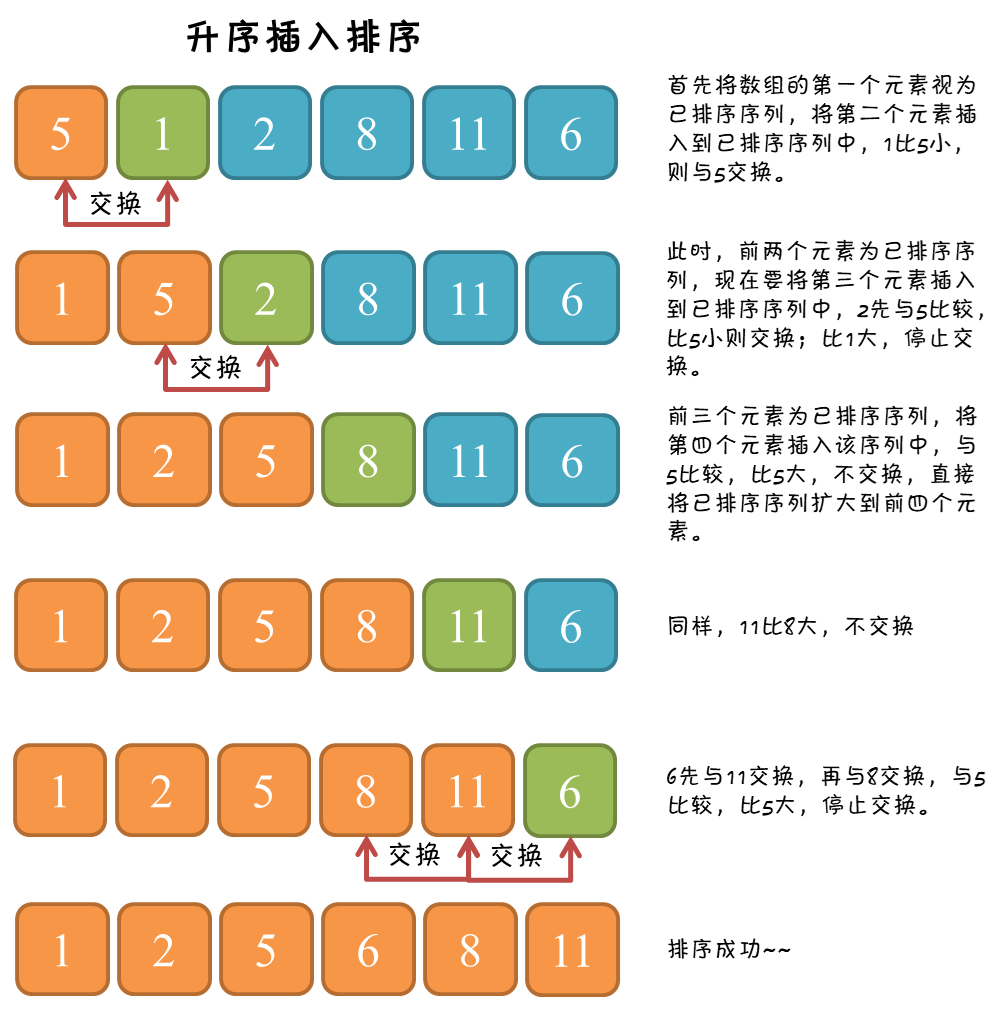 升序插入排序
5 1 2 8 11 6
交换
首先将数组的第一个元素视为
已排序序列，将第二个元素插
入到已排序序列中，1比5小，
则与5交换。
1 5 2 8 11 6
交换
此时，前两个元素为已排序序
列，现在要将第三个元素插入
到已排序序列中，2先与5比较，
比5小则交换；比1大，停止交
换。
1 2 5 8 11 6
前三个元素为已排序序列，将
第四个元素插入该序列中，与
5比较，比5大，不交换，直接
将已排序序列扩大到前四个元
素。
1 2 5 8 11 6
同样，11比8大，不交换
1 2 5 8 11 6
交换 交换
6先与11交换，再与8交换，与5
比较，比5大，停止交换。
1 2 5 6 8 11
排序成功~~